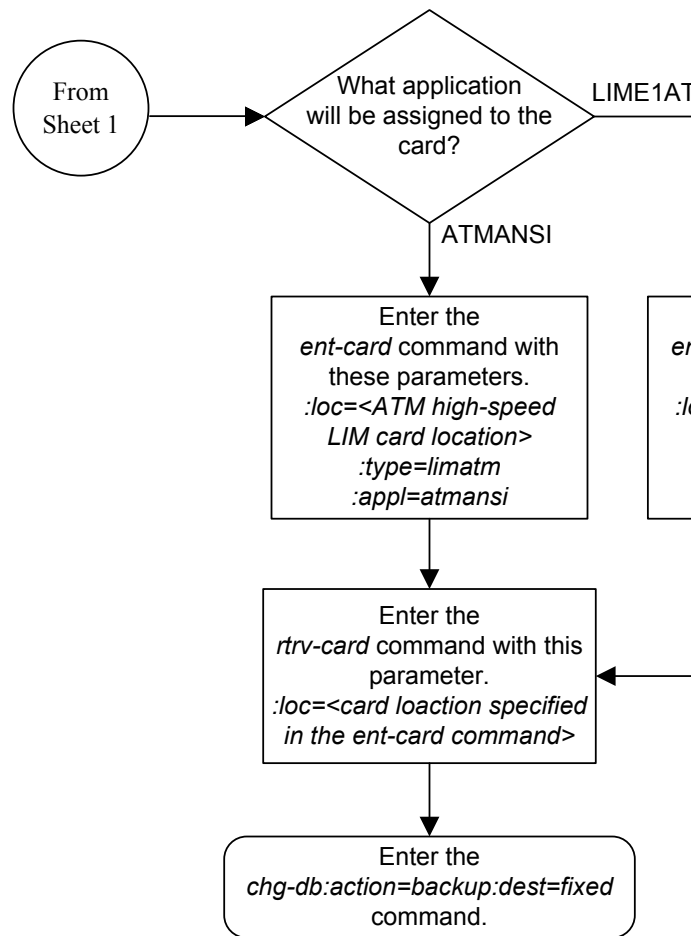 From
Sheet 1
What application
will be assigned to the
card?
LIME1AT
ATMANSI
Enter the
ent-card command with
these parameters.
:loc=<ATM high-speed
LIM card location>
:type=limatm
:appl=atmansi
er
:lo
Enter the
rtrv-card command with this
parameter.
:loc=<card loaction specified
in the ent-card command>
Enter the
chg-db:action=backup:dest=fixed
command.